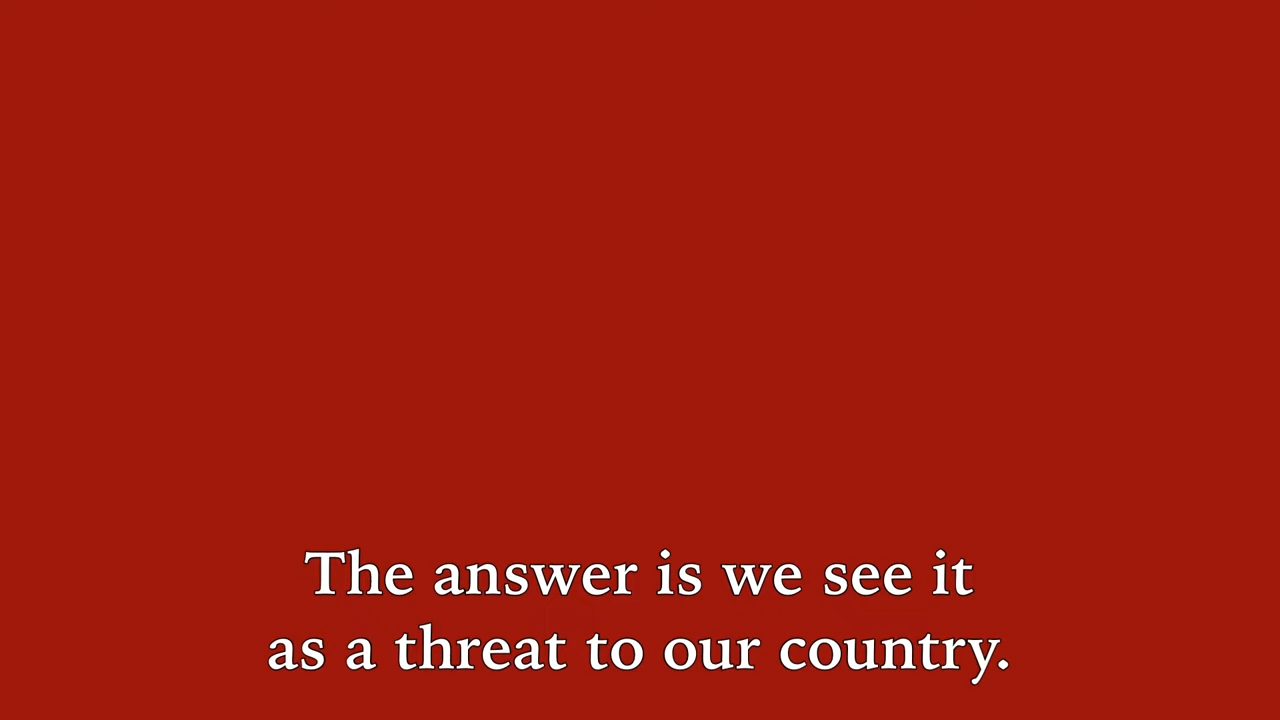 The answer is we see it
as a threat to our country.